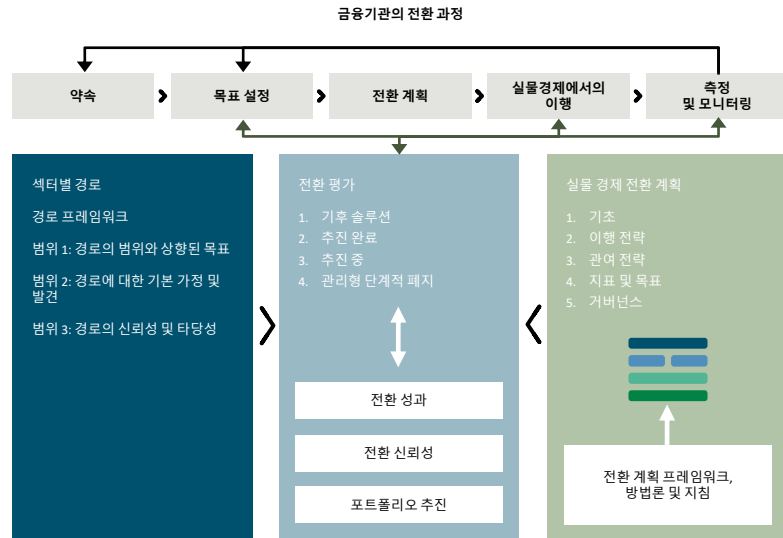 금융기관의 전환 과정
약속
목표 설정
전환 계획
실물경제에서의
이행
측정
및 모니터링
섹터별 경로
경로 프레임워크
범위 1: 경로의 범위와 상향된 목표
범위 2: 경로에 대한 기본 가정 및
발견
범위 3: 경로의 신뢰성 및 타당성
전환 평가
1. 기후 솔루션
2. 추진 완료
3. 추진 중
4. 관리형 단계적 폐지
전환 성과
전환 신뢰성
포트폴리오 추진
실물 경제 전환 계획
1. 기초
2. 이행 전략
3. 관여 전략
4. 지표 및 목표
5. 거버넌스
전환 계획 프레임워크,
방법론 및 지침